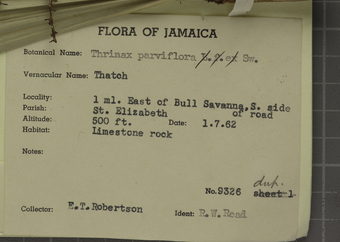 FLORA OF JAMAICA
Botanical Name: Thrinax parviflora Sw.
Vernacular Name: Thatch
Locality: 1 ml. East of Bull Savanna, S. side of road
Parish: St. Elizabeth
Altitude: 500 ft. Date: 1.7.62
Habitat: Limestone rock
Notes:
dup.
No. 9326 sheet 1
Collector: E.T.Robertson Ident: R.W.Read